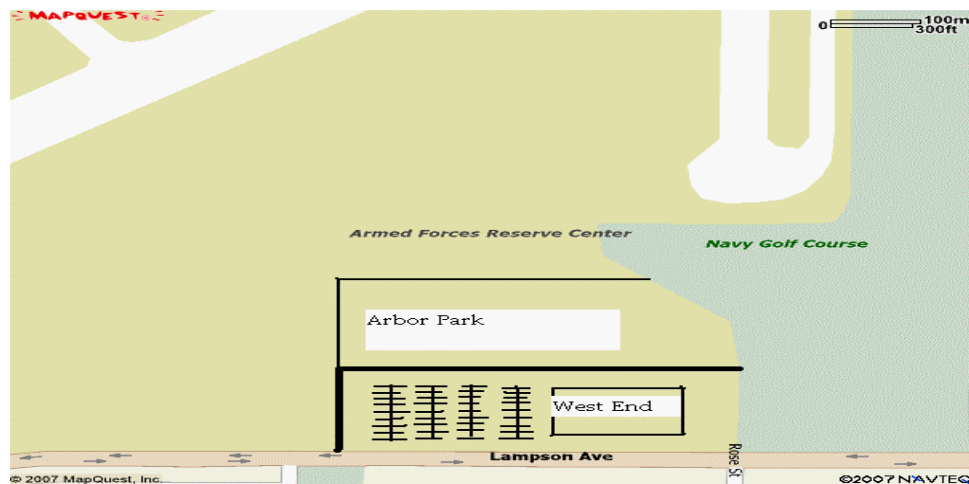 MAPQUEST
0
100m
300ft
Armed Forces Reserve Center
Navy Golf Course
Arbor Park
West End
Lampson Ave
Rose St
© 2007 MapQuest, Inc.
©2007 NAVTEQ